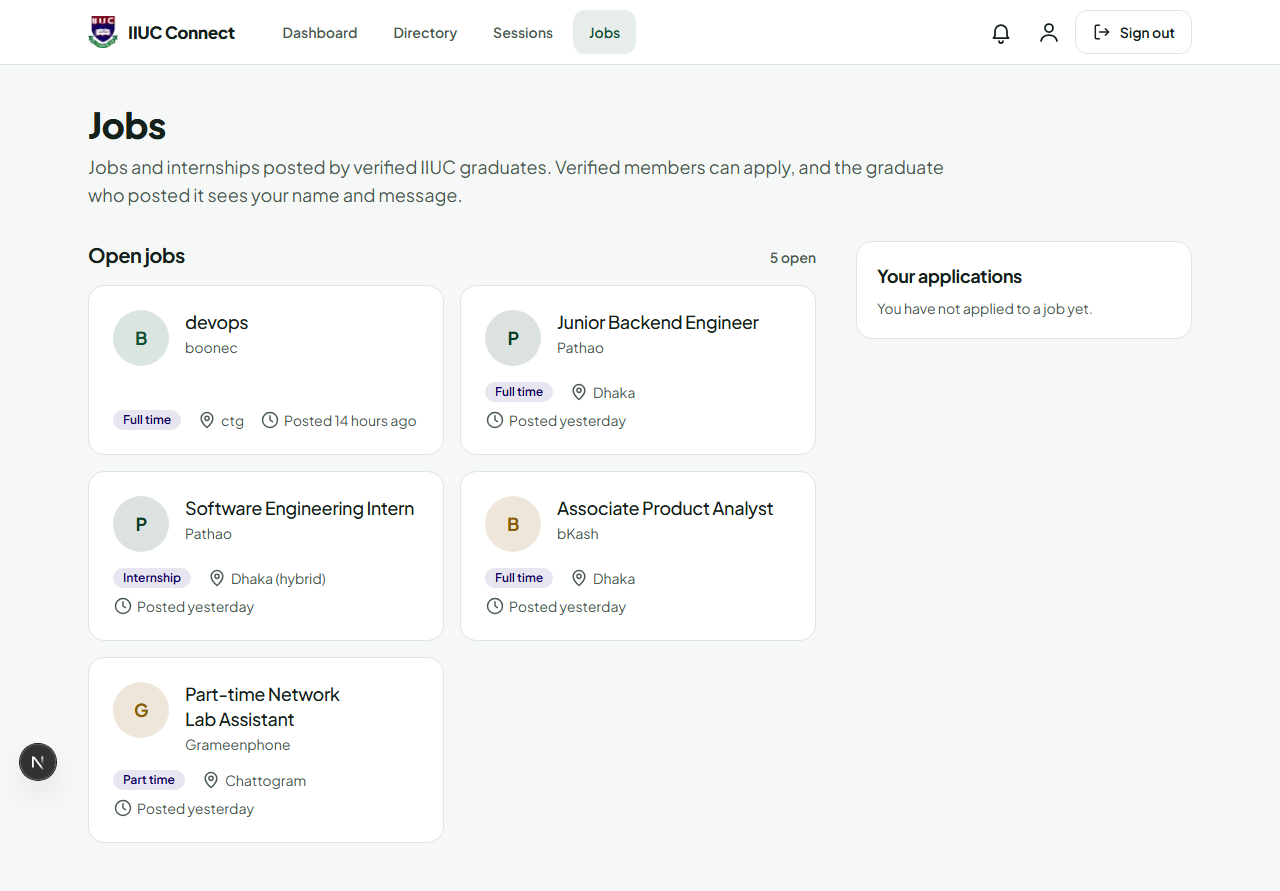 IIUC
IIUC Connect
Dashboard
Directory
Sessions
Jobs
Sign out
Jobs
Jobs and internships posted by verified IIUC graduates. Verified members can apply, and the graduate
who posted it sees your name and message.
Open jobs
5 open
B
devops
boonec
Full time
ctg
Posted 14 hours ago
P
Junior Backend Engineer
Pathao
Full time
Dhaka
Posted yesterday
P
Software Engineering Intern
Pathao
Internship
Dhaka (hybrid)
Posted yesterday
B
Associate Product Analyst
bKash
Full time
Dhaka
Posted yesterday
G
Part-time Network
Lab Assistant
Grameenphone
Part time
Chattogram
Posted yesterday
Your applications
You have not applied to a job yet.
N